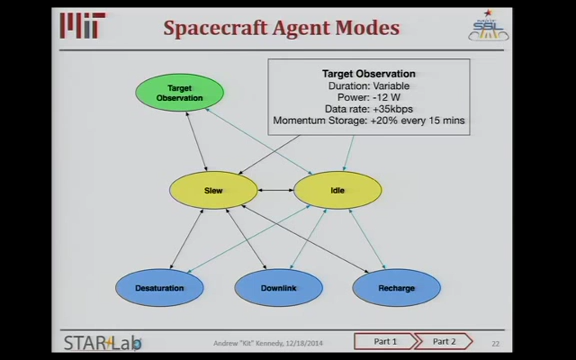 MIT
Spacecraft Agent Modes
SSL
Target
Observation
Target Observation
Duration: Variable
Power: -12 W
Data rate: +35kbps
Momentum Storage: +20% every 15 mins
Slew
Idle
Desaturation
Downlink
Recharge
STAR Lab
Andrew "Kit" Kennedy, 12/18/2014
Part 1
Part 2
22